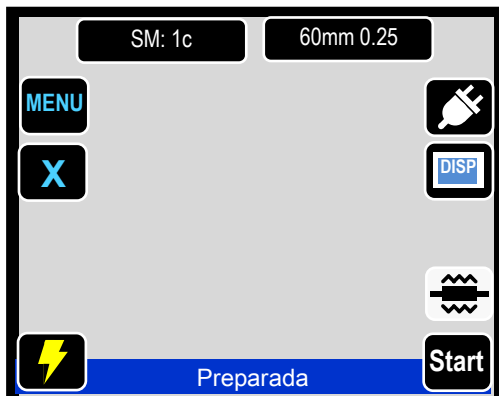 SM: 1c
60mm 0.25
MENU
X
DISP
Start
Preparada